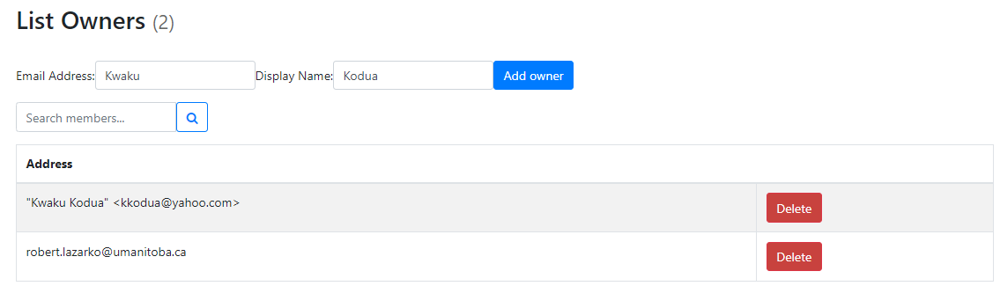 List Owners (2)
Email Address: Kwaku Display Name: Kodua Add owner
Search members...
Address
"Kwaku Kodua" <kkodua@yahoo.com> Delete
robert.lazarko@umanitoba.ca Delete